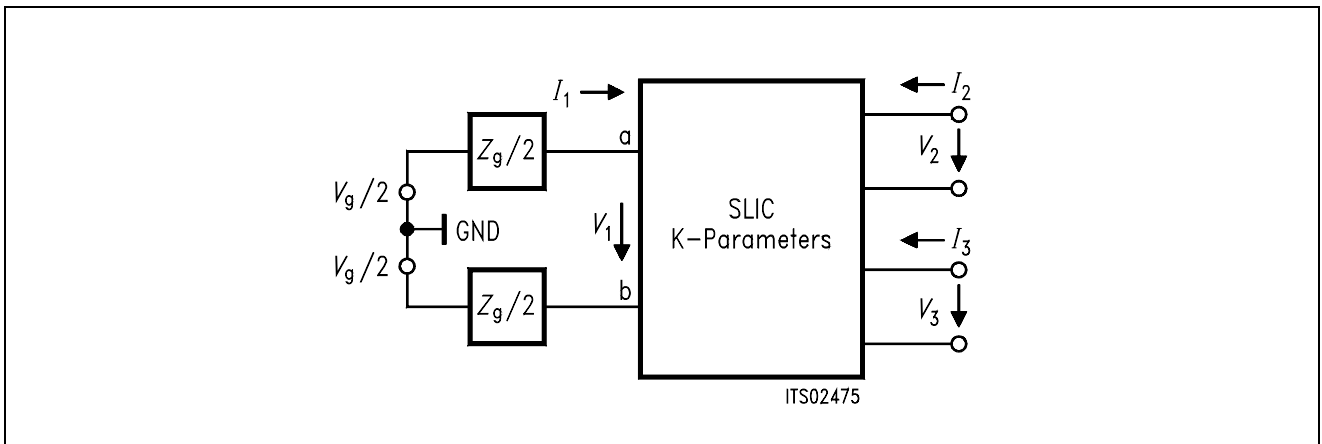 I1
I2
a
Zg/2
V2
Vg/2
SLIC
K-Parameters
V1
GND
I3
Vg/2
b
Zg/2
V3
ITS02475